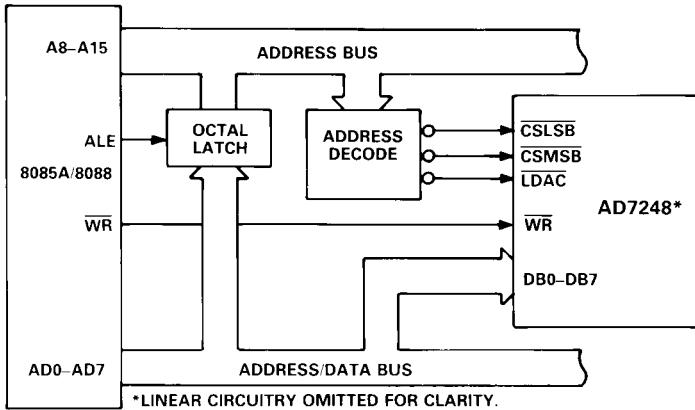 A8–A15
ADDRESS BUS
ALE
OCTAL
LATCH
ADDRESS
DECODE
CSLSB
CSMSB
LDAC
8085A/8088
AD7248*
WR
WR
DB0–DB7
AD0–AD7
ADDRESS/DATA BUS
*LINEAR CIRCUITRY OMITTED FOR CLARITY.